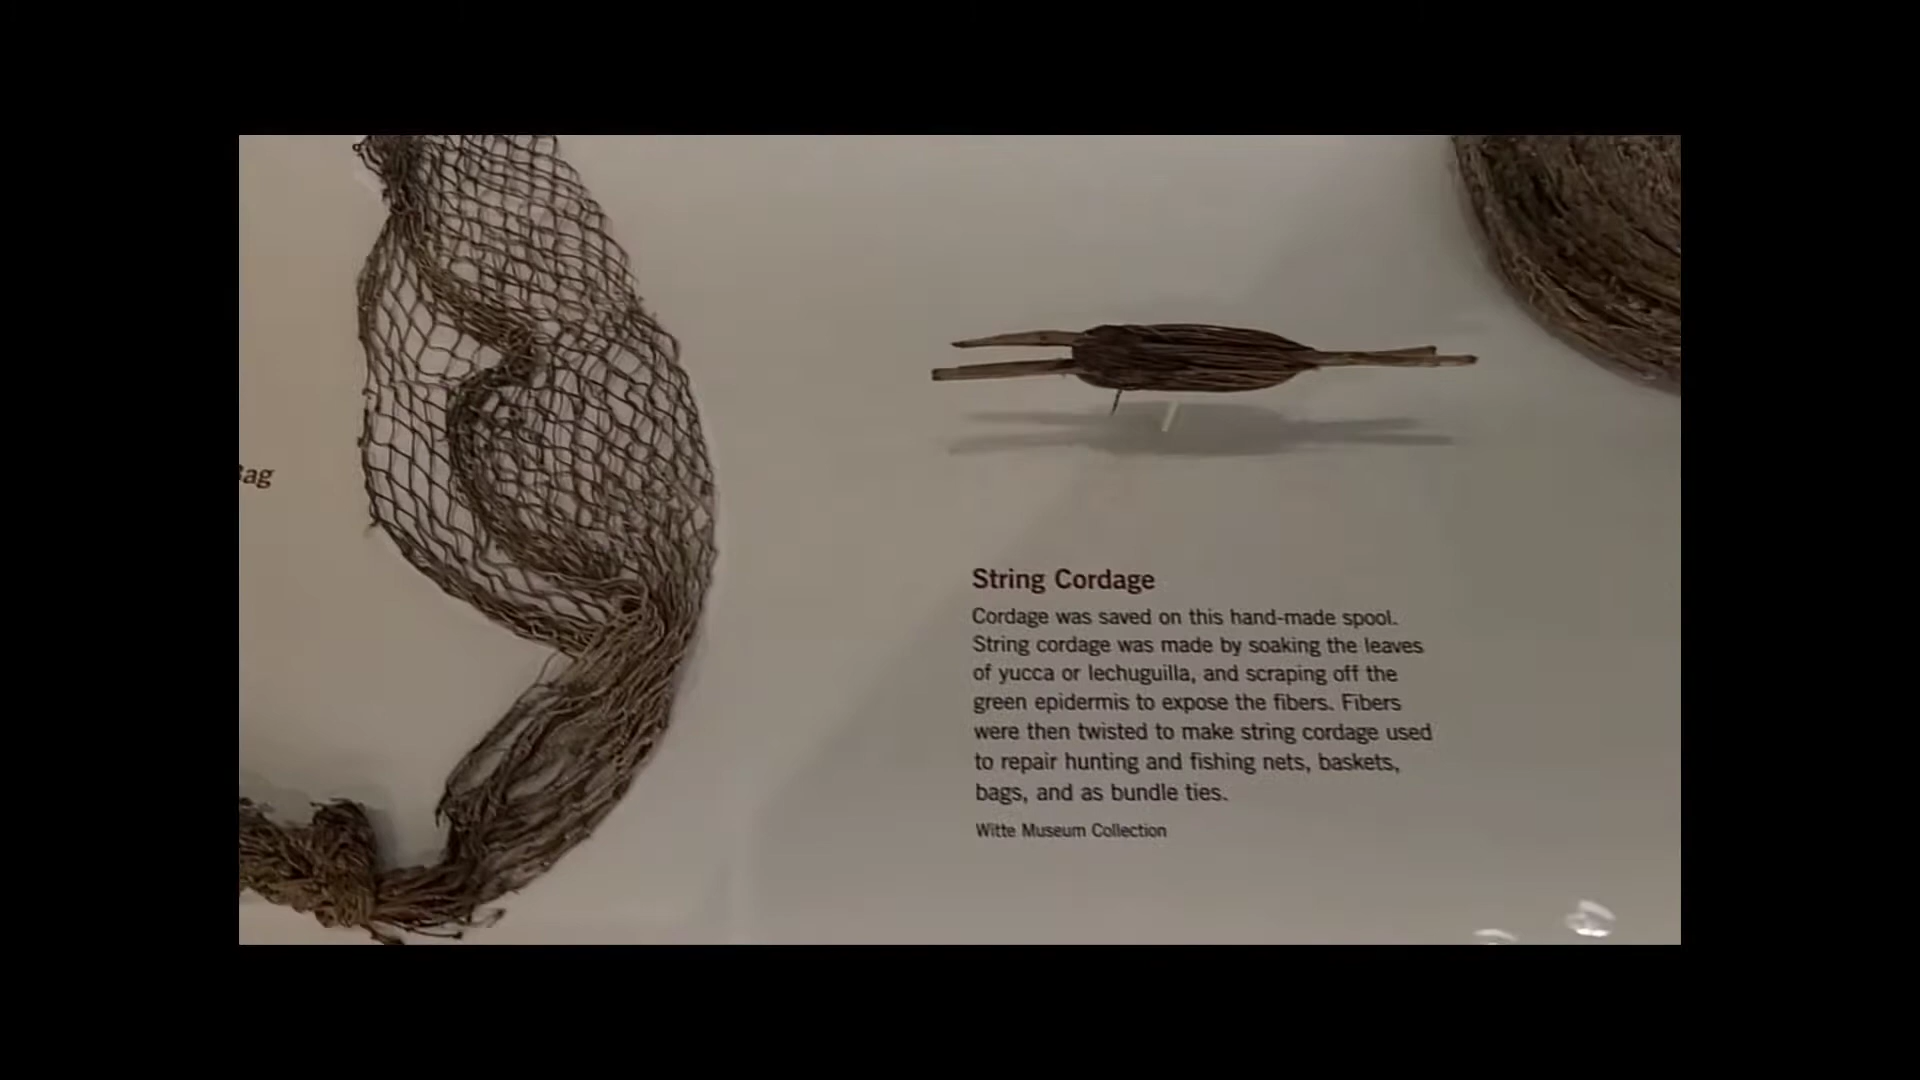 Bag
String Cordage
Cordage was saved on this hand-made spool.
String cordage was made by soaking the leaves
of yucca or lechuguilla, and scraping off the
green epidermis to expose the fibers. Fibers
were then twisted to make string cordage used
to repair hunting and fishing nets, baskets,
bags, and as bundle ties.
Witte Museum Collection